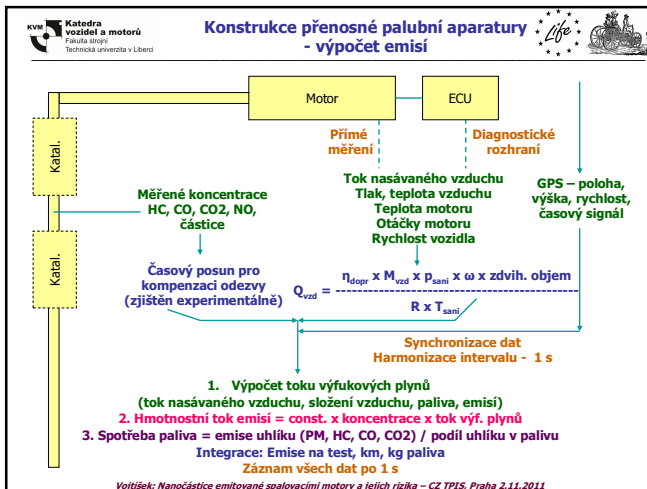 KVM
Katedra
vozidel a motorů
Fakulta strojní
Technická univerzita v Liberci
Konstrukce přenosné palubní aparatury
- výpočet emisí
Life
Motor
ECU
Přímé
měření
Diagnostické
rozhraní
Katal.
Katal.
Měřené koncentrace
HC, CO, CO2, NO,
částice
Tok nasávaného vzduchu
Tlak, teplota vzduchu
Teplota motoru
Otáčky motoru
Rychlost vozidla
GPS – poloha,
výška, rychlost,
časový signál
Časový posun pro
kompenzaci odezvy
(zjištěn experimentálně)
η_dopr x M_vzd x p_sani x ω x zdvih. objem
Q_vzd = ------------------------------------------------
R x T_sani
Synchronizace dat
Harmonizace intervalu - 1 s
1. Výpočet toku výfukových plynů
(tok nasávaného vzduchu, složení vzduchu, paliva, emisí)
2. Hmotnostní tok emisí = const. x koncentrace x tok výf. plynů
3. Spotřeba paliva = emise uhlíku (PM, HC, CO, CO2) / podíl uhlíku v palivu
Integrace: Emise na test, km, kg paliva
Záznam všech dat po 1 s
Vojtíšek: Nanočástice emitované spalovacími motory a jejich rizika – CZ TPIS, Praha 2.11.2011